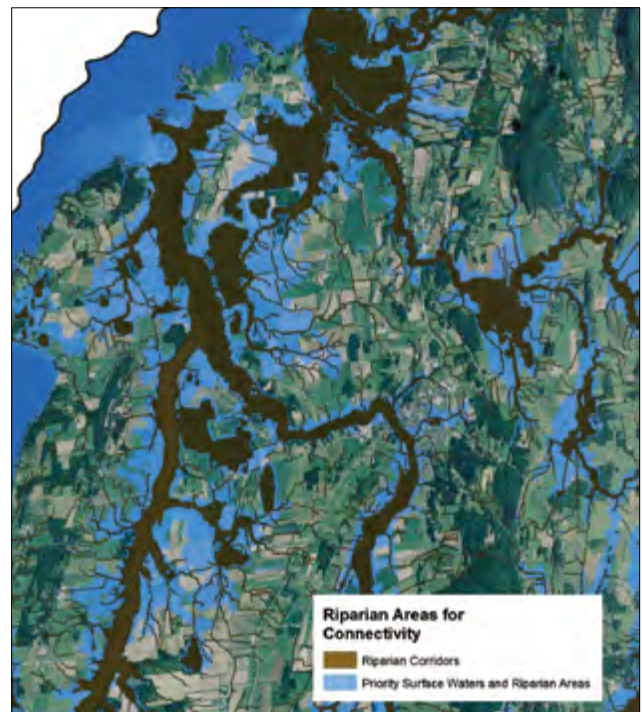 Riparian Areas for
Connectivity
Riparian Corridors
Priority Surface Waters and Riparian Areas